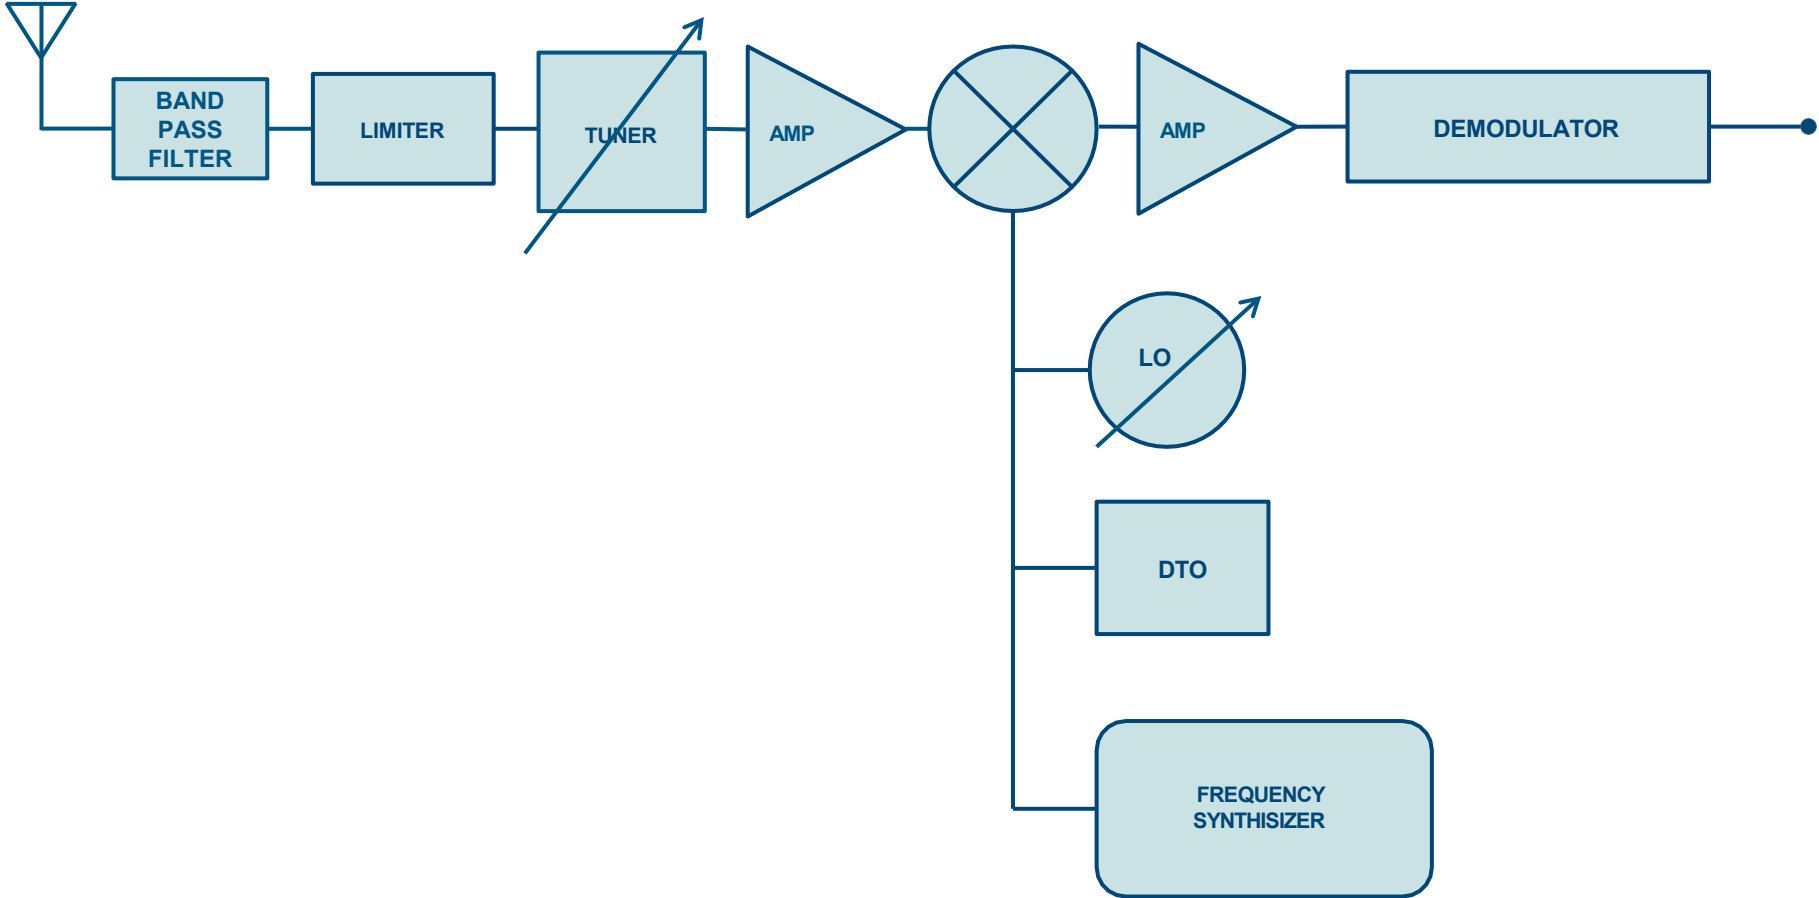 BAND
PASS
FILTER
LIMITER
TUNER
AMP
AMP
DEMODULATOR
LO
DTO
FREQUENCY
SYNTHISIZER